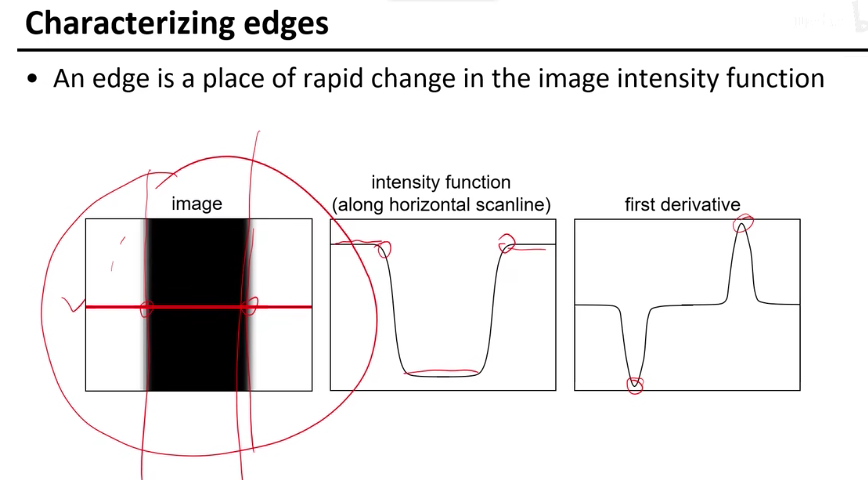 Characterizing edges
• An edge is a place of rapid change in the image intensity function
image
intensity function
(along horizontal scanline)
first derivative